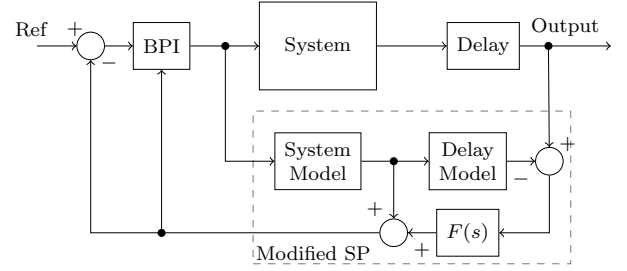 Ref
+
−
BPI
System
Delay
Output
System
Model
Delay
Model
+
−
+
+
F(s)
Modified SP